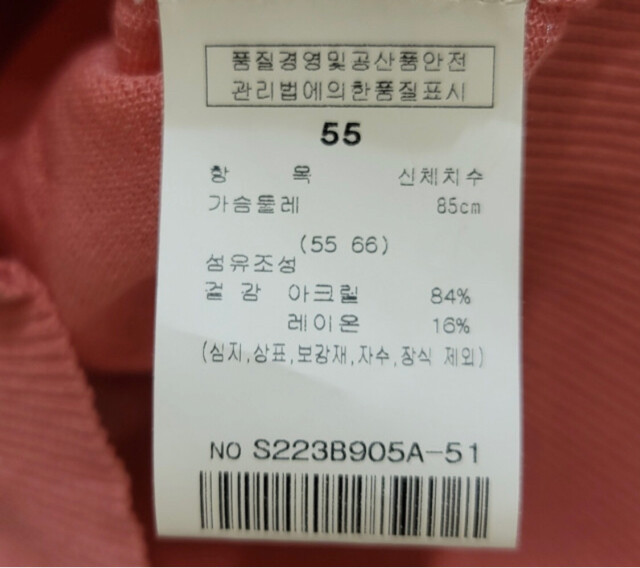 품질경영및공산품안전
관리법에의한품질표시
55
항 목 신체치수
가슴둘레 85cm
(55 66)
섬유조성
겉 감 아크릴 84%
레이온 16%
(심지,상표,보강재,자수,장식 제외)
NO S223B905A-51